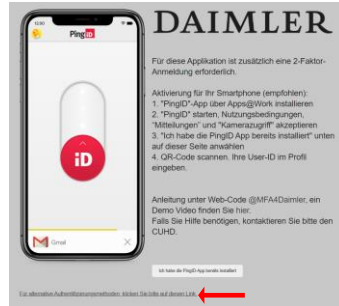 DAIMLER
12:00
PingID
Für diese Applikation ist zusätzlich eine 2-Faktor-
Anmeldung erforderlich.
Aktivierung für Ihr Smartphone (empfohlen):
1. "PingID"-App über Apps@Work installieren
2. "PingID" starten, Nutzungsbedingungen,
"Mitteilungen" und "Kamerazugriff" akzeptieren
3. "Ich habe die PingID App bereits installiert" unten
auf dieser Seite anwählen
4. QR-Code scannen. Ihre User-ID im Profil
eingeben.
iD
Anleitung unter Web-Code @MFA4Daimler, ein
Demo Video finden Sie hier.
Falls Sie Hilfe benötigen, kontaktieren Sie bitte den
CUHD.
Gmail
Ich habe die PingID App bereits installiert
Für alternative Authentifizierungsmethoden, klicken Sie bitte auf diesen Link.